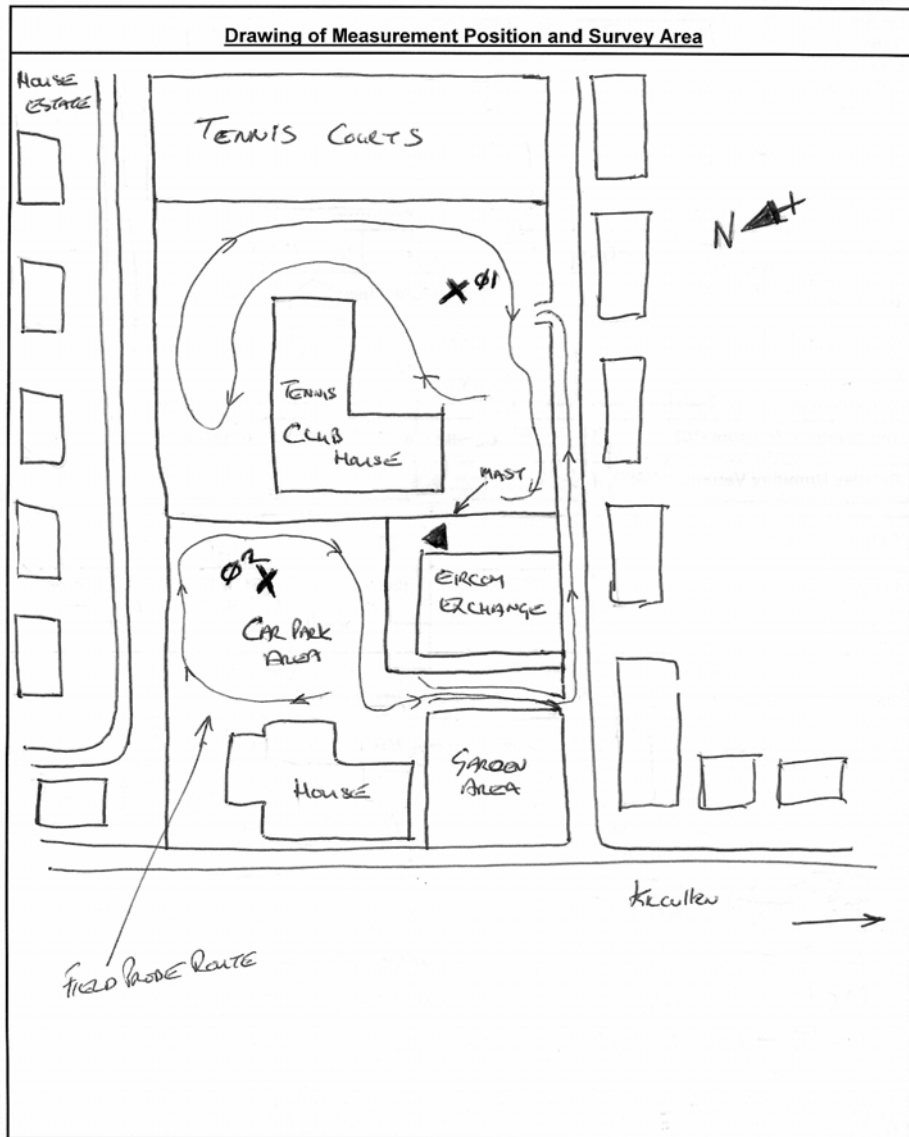 Drawing of Measurement Position and Survey Area
HOUSE
ESTATE
TENNIS COURTS
N
X Ø1
TENNIS
CLUB
HOUSE
MAST
Ø2
X
EIRCOM
EXCHANGE
CAR PARK
AREA
GARDEN
AREA
HOUSE
KILCULLEN
FIELD PROBE ROUTE